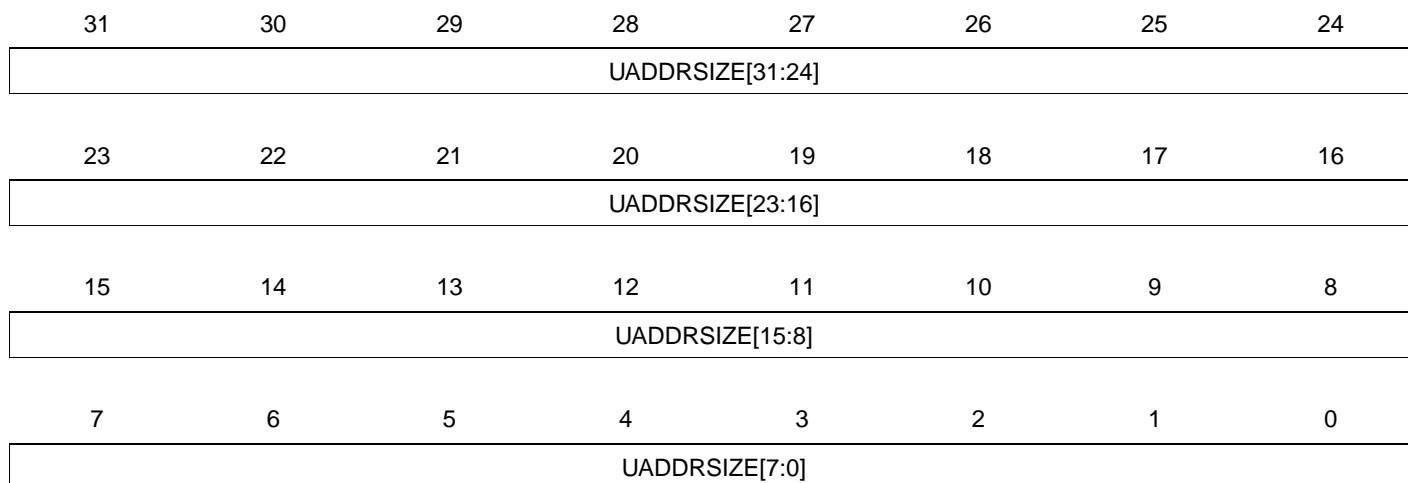 31 30 29 28 27 26 25 24
UADDRSIZE[31:24]
23 22 21 20 19 18 17 16
UADDRSIZE[23:16]
15 14 13 12 11 10 9 8
UADDRSIZE[15:8]
7 6 5 4 3 2 1 0
UADDRSIZE[7:0]